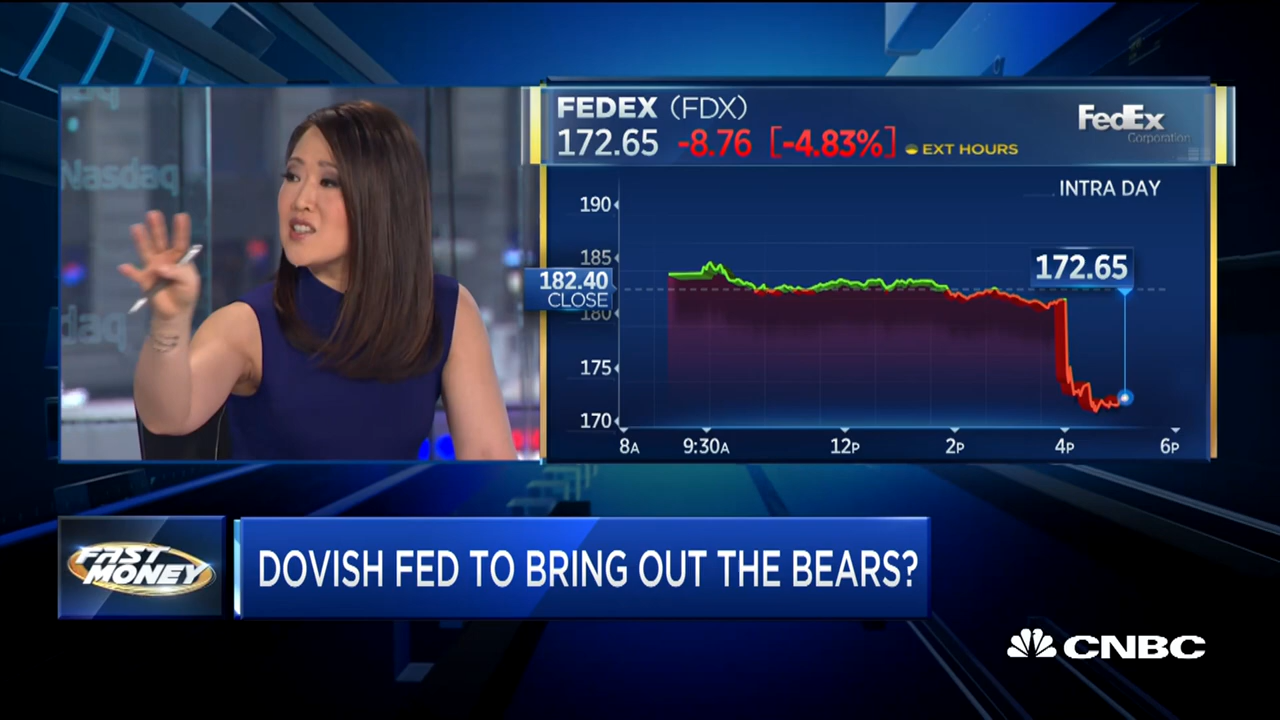 FEDEX (FDX)
172.65 -8.76 [-4.83%] EXT HOURS
FedEx
Corporation
INTRA DAY
190
185
182.40
CLOSE
180
175
170
172.65
8A 9:30A 12P 2P 4P 6P
Nasdaq
daq
FAST
MONEY
DOVISH FED TO BRING OUT THE BEARS?
CNBC